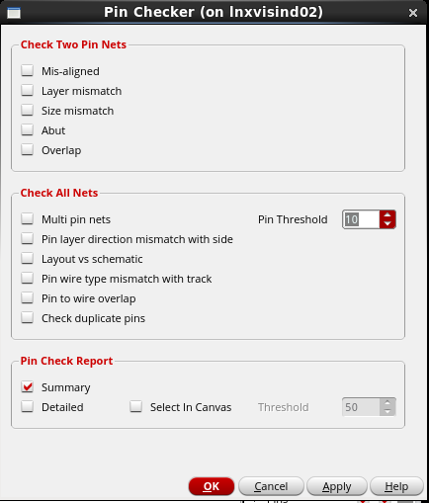 Pin Checker (on lnxvisind02)
Check Two Pin Nets
Mis-aligned
Layer mismatch
Size mismatch
Abut
Overlap
Check All Nets
Multi pin nets Pin Threshold 10
Pin layer direction mismatch with side
Layout vs schematic
Pin wire type mismatch with track
Pin to wire overlap
Check duplicate pins
Pin Check Report
Summary
Detailed Select In Canvas Threshold 50
OK Cancel Apply Help